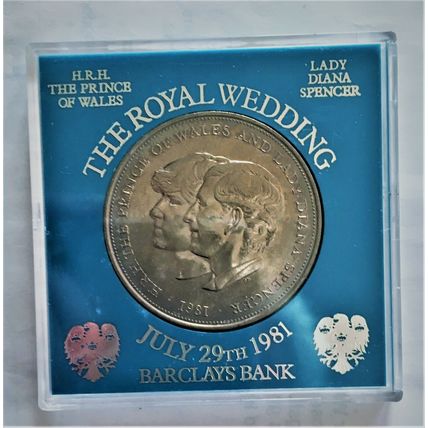 H.R.H.
THE PRINCE
OF WALES
LADY
DIANA
SPENCER
THE ROYAL WEDDING
H·R·H·THE PRINCE OF WALES AND LADY DIANA SPENCER · 1981
JULY 29TH 1981
BARCLAYS BANK